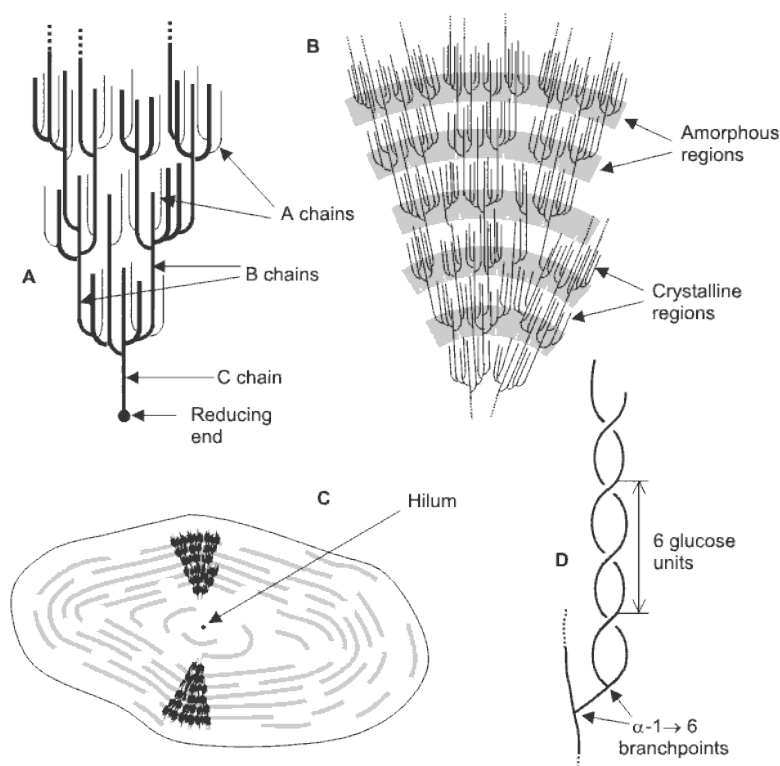 A
A chains
B chains
C chain
Reducing
end
B
Amorphous
regions
Crystalline
regions
C
Hilum
D
6 glucose
units
α-1→ 6
branchpoints